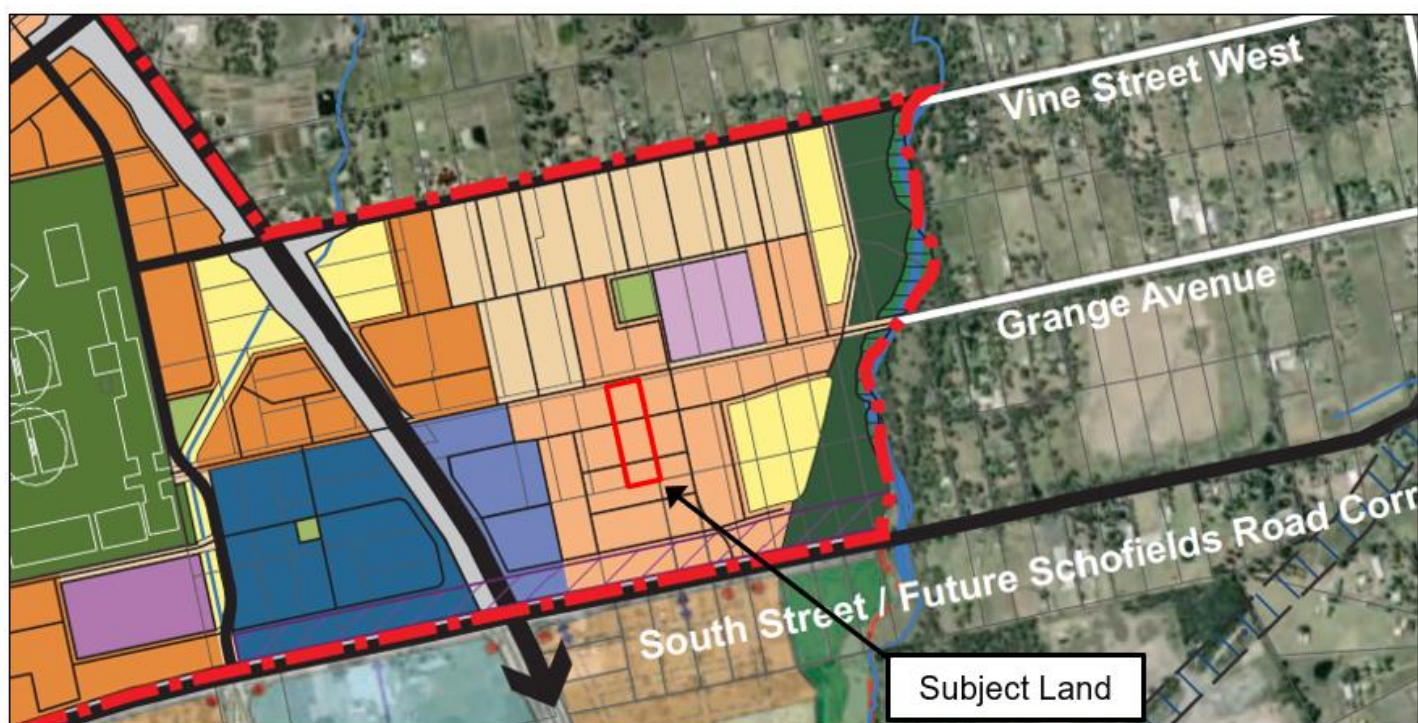 Vine Street West
Grange Avenue
South Street / Future Schofields Road Corr
Subject Land